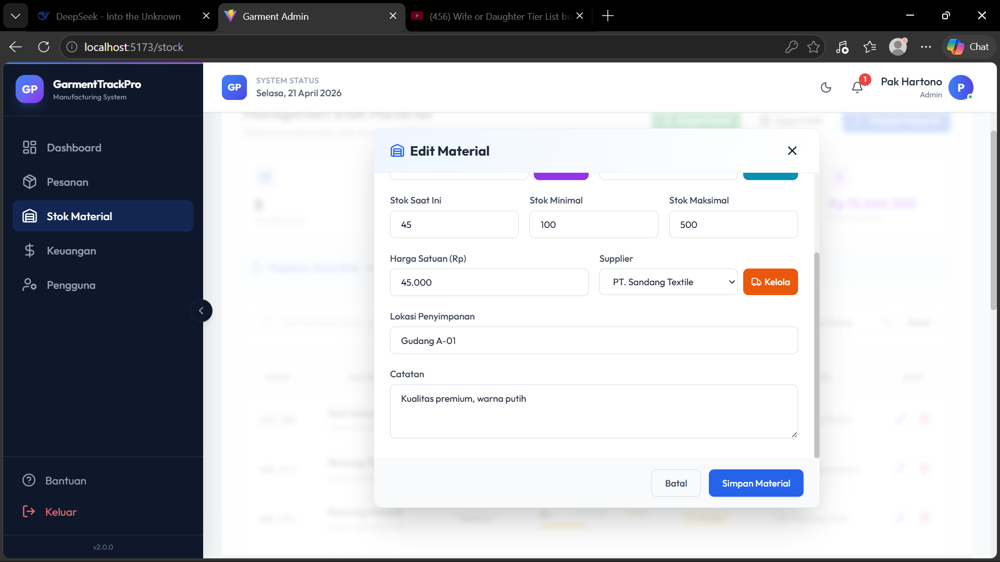 DeepSeek - Into the Unknown
Garment Admin
(456) Wife or Daughter Tier List bu
localhost:5173/stock
Chat
GP
GarmentTrackPro
Manufacturing System
GP
SYSTEM STATUS
Selasa, 21 April 2026
1
Pak Hartono
Admin
P
Dashboard
Pesanan
Stok Material
Keuangan
Pengguna
Bantuan
Keluar
v2.0.0
Edit Material
Stok Saat Ini
Stok Minimal
Stok Maksimal
45
100
500
Harga Satuan (Rp)
Supplier
45.000
PT. Sandang Textile
Kelola
Lokasi Penyimpanan
Gudang A-01
Catatan
Kualitas premium, warna putih
Batal
Simpan Material